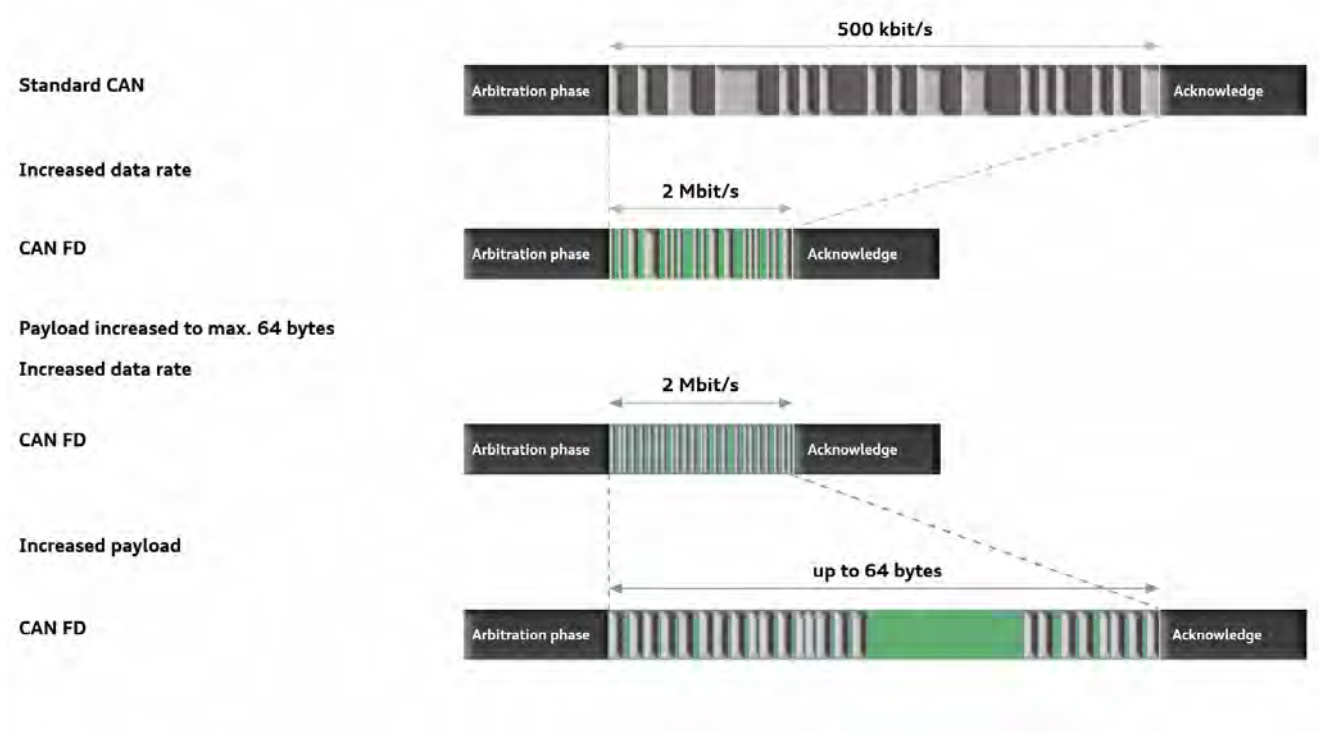 500 kbit/s
Standard CAN
Arbitration phase
Acknowledge
Increased data rate
2 Mbit/s
CAN FD
Arbitration phase
Acknowledge
Payload increased to max. 64 bytes
Increased data rate
2 Mbit/s
CAN FD
Arbitration phase
Acknowledge
Increased payload
up to 64 bytes
CAN FD
Arbitration phase
Acknowledge